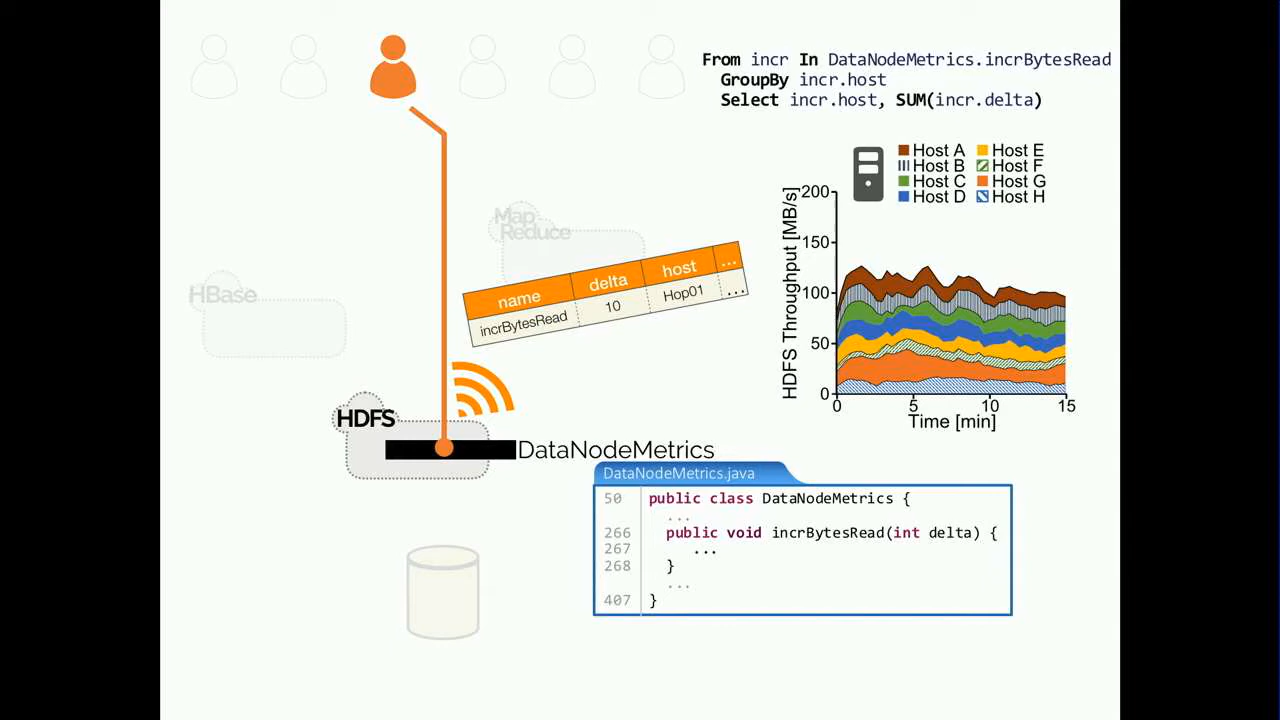 From incr In DataNodeMetrics.incrBytesRead
GroupBy incr.host
Select incr.host, SUM(incr.delta)
Host A
Host B
Host C
Host D
Host E
Host F
Host G
Host H
HDFS Throughput [MB/s]
200
150
100
50
0
0 5 10 15
Time [min]
Map
Reduce
HBase
name delta host ...
incrBytesRead 10 Hop01 ...
HDFS
DataNodeMetrics
DataNodeMetrics.java
50 public class DataNodeMetrics {
...
266 public void incrBytesRead(int delta) {
267 ...
268 }
...
407 }